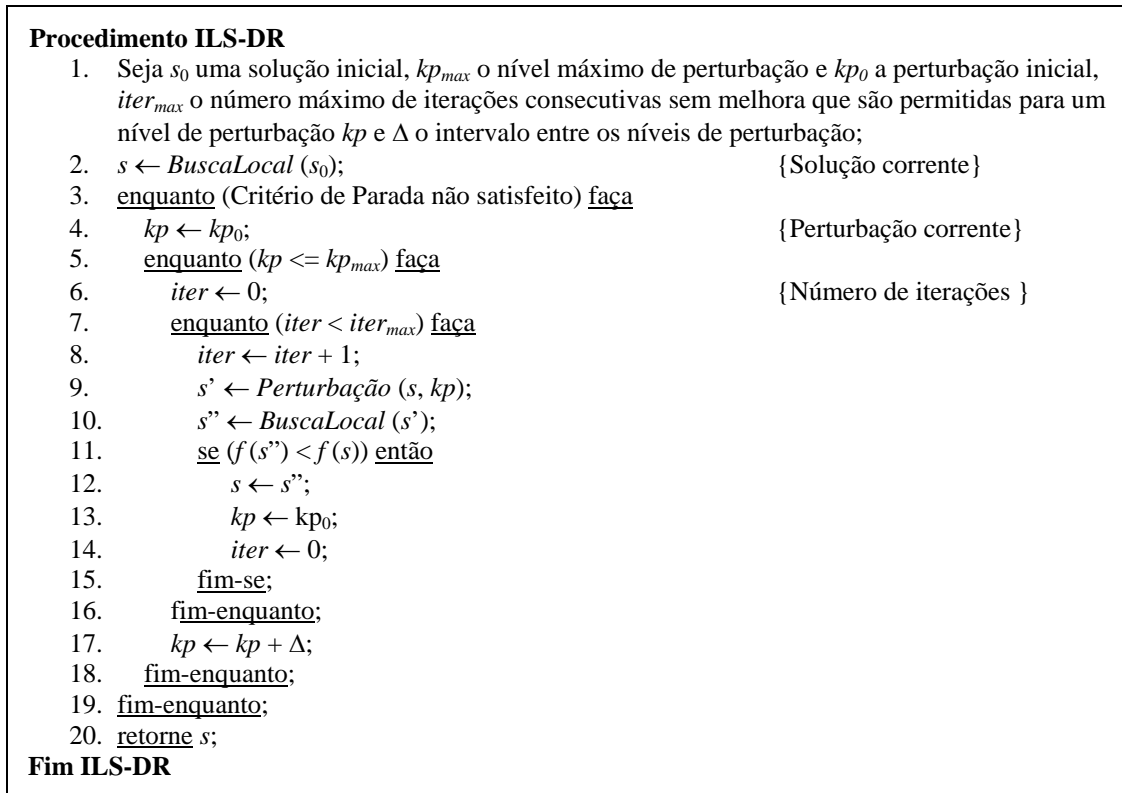 Procedimento ILS-DR
1. Seja s₀ uma solução inicial, kpₘₐₓ o nível máximo de perturbação e kp₀ a perturbação inicial,
iterₘₐₓ o número máximo de iterações consecutivas sem melhora que são permitidas para um
nível de perturbação kp e Δ o intervalo entre os níveis de perturbação;
2. s ← BuscaLocal (s₀); {Solução corrente}
3. enquanto (Critério de Parada não satisfeito) faça
4. kp ← kp₀; {Perturbação corrente}
5. enquanto (kp <= kpₘₐₓ) faça
6. iter ← 0; {Número de iterações }
7. enquanto (iter < iterₘₐₓ) faça
8. iter ← iter + 1;
9. s’ ← Perturbação (s, kp);
10. s” ← BuscaLocal (s’);
11. se (f (s”) < f (s)) então
12. s ← s”;
13. kp ← kp₀;
14. iter ← 0;
15. fim-se;
16. fim-enquanto;
17. kp ← kp + Δ;
18. fim-enquanto;
19. fim-enquanto;
20. retorne s;
Fim ILS-DR